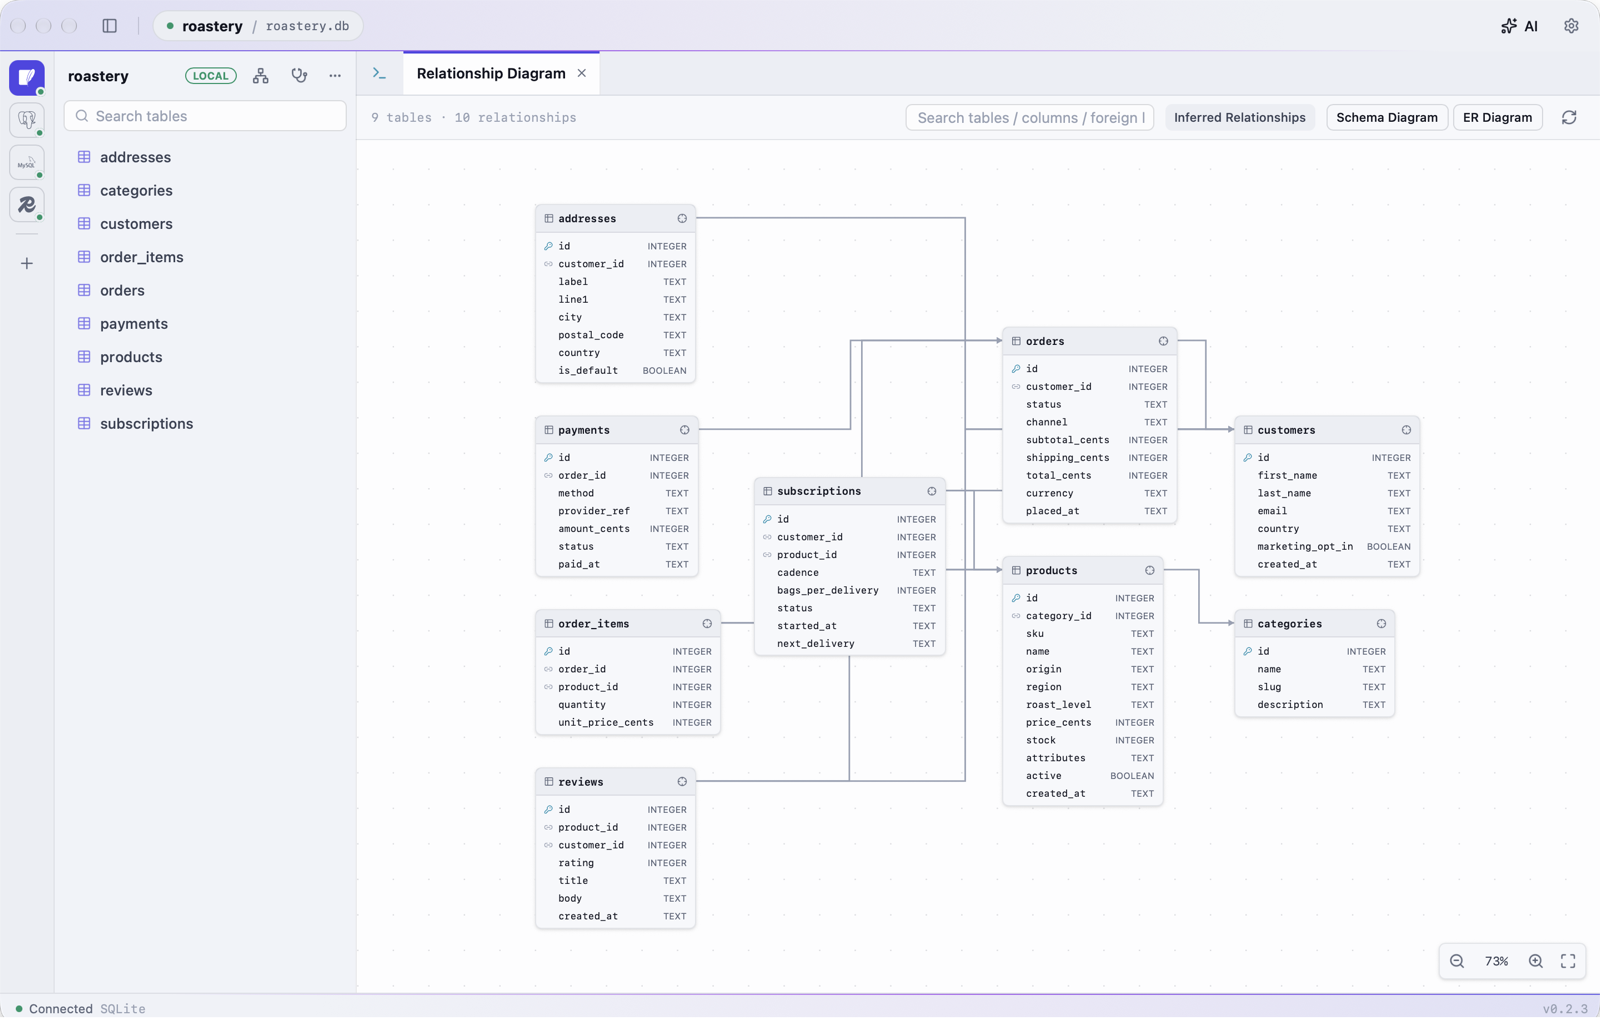 roastery / roastery.db
AI
roastery LOCAL
Search tables
addresses
categories
customers
order_items
orders
payments
products
reviews
subscriptions
MySQL
Relationship Diagram
9 tables · 10 relationships
Search tables / columns / foreign
Inferred Relationships
Schema Diagram
ER Diagram
addresses
id INTEGER
customer_id INTEGER
label TEXT
line1 TEXT
city TEXT
postal_code TEXT
country TEXT
is_default BOOLEAN
payments
id INTEGER
order_id INTEGER
method TEXT
provider_ref TEXT
amount_cents INTEGER
status TEXT
paid_at TEXT
order_items
id INTEGER
order_id INTEGER
product_id INTEGER
quantity INTEGER
unit_price_cents INTEGER
reviews
id INTEGER
product_id INTEGER
customer_id INTEGER
rating INTEGER
title TEXT
body TEXT
created_at TEXT
subscriptions
id INTEGER
customer_id INTEGER
product_id INTEGER
cadence TEXT
bags_per_delivery INTEGER
status TEXT
started_at TEXT
next_delivery TEXT
orders
id INTEGER
customer_id INTEGER
status TEXT
channel TEXT
subtotal_cents INTEGER
shipping_cents INTEGER
total_cents INTEGER
currency TEXT
placed_at TEXT
products
id INTEGER
category_id INTEGER
sku TEXT
name TEXT
origin TEXT
region TEXT
roast_level TEXT
price_cents INTEGER
stock INTEGER
attributes TEXT
active BOOLEAN
created_at TEXT
customers
id INTEGER
first_name TEXT
last_name TEXT
email TEXT
country TEXT
marketing_opt_in BOOLEAN
created_at TEXT
categories
id INTEGER
name TEXT
slug TEXT
description TEXT
73%
Connected SQLite
v0.2.3